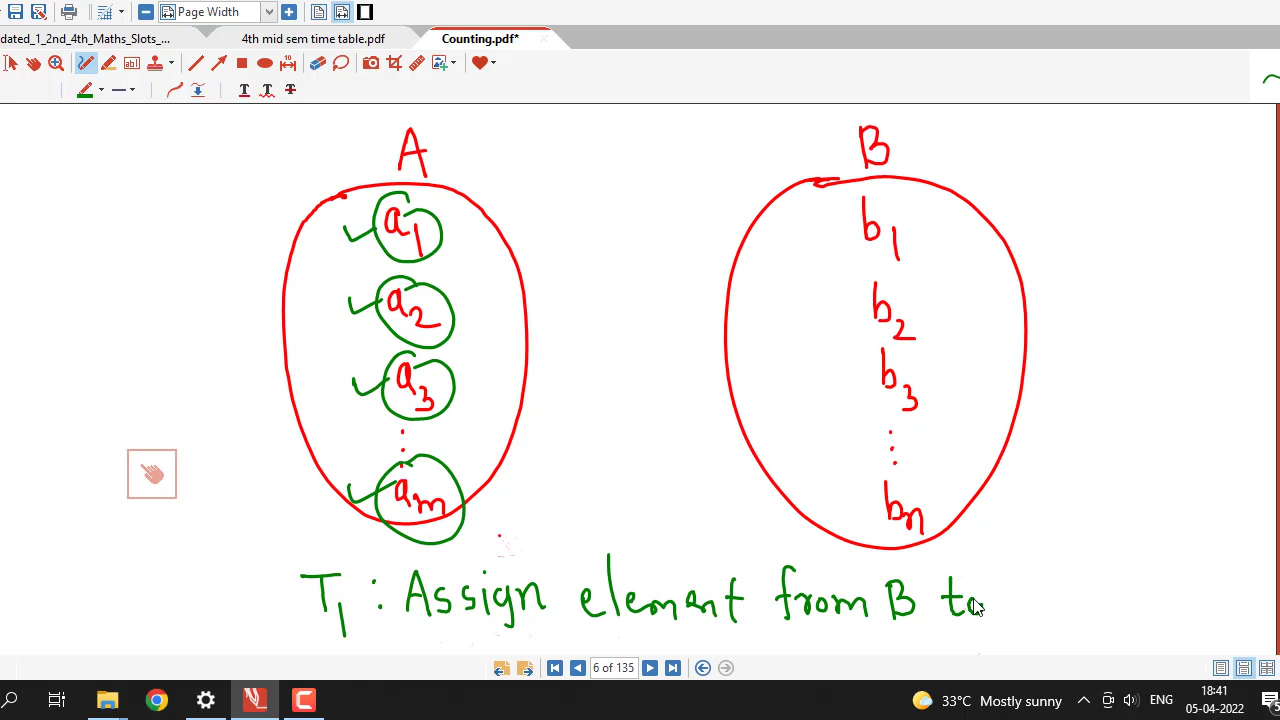 Page Width
dated_1_2nd_4th_Maths_Slots_...
4th mid sem time table.pdf
Counting.pdf*
A
B
a1
b1
a2
b2
a3
b3
⋮
⋮
am
bn
T1 : Assign element from B to
6 of 135
33°C Mostly sunny
ENG
18:41
05-04-2022